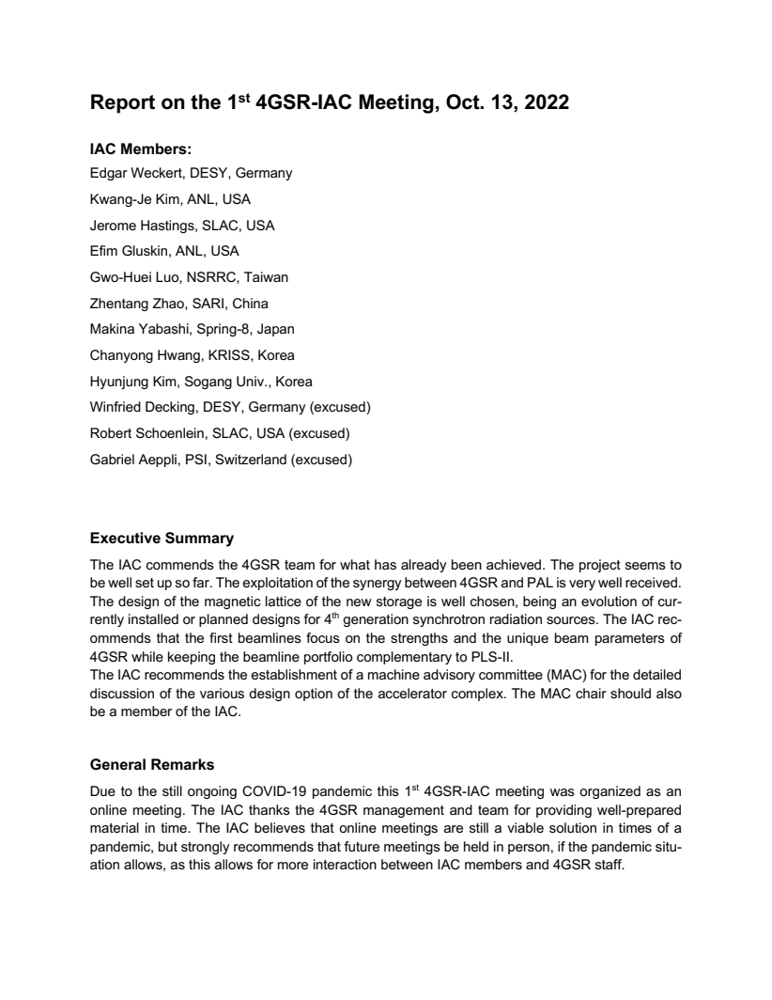 Report on the 1st 4GSR-IAC Meeting, Oct. 13, 2022
IAC Members:
Edgar Weckert, DESY, Germany
Kwang-Je Kim, ANL, USA
Jerome Hastings, SLAC, USA
Efim Gluskin, ANL, USA
Gwo-Huei Luo, NSRRC, Taiwan
Zhentang Zhao, SARI, China
Makina Yabashi, Spring-8, Japan
Chanyong Hwang, KRISS, Korea
Hyunjung Kim, Sogang Univ., Korea
Winfried Decking, DESY, Germany (excused)
Robert Schoenlein, SLAC, USA (excused)
Gabriel Aeppli, PSI, Switzerland (excused)
Executive Summary
The IAC commends the 4GSR team for what has already been achieved. The project seems to
be well set up so far. The exploitation of the synergy between 4GSR and PAL is very well received.
The design of the magnetic lattice of the new storage is well chosen, being an evolution of cur-
rently installed or planned designs for 4th generation synchrotron radiation sources. The IAC rec-
ommends that the first beamlines focus on the strengths and the unique beam parameters of
4GSR while keeping the beamline portfolio complementary to PLS-II.
The IAC recommends the establishment of a machine advisory committee (MAC) for the detailed
discussion of the various design option of the accelerator complex. The MAC chair should also
be a member of the IAC.
General Remarks
Due to the still ongoing COVID-19 pandemic this 1st 4GSR-IAC meeting was organized as an
online meeting. The IAC thanks the 4GSR management and team for providing well-prepared
material in time. The IAC believes that online meetings are still a viable solution in times of a
pandemic, but strongly recommends that future meetings be held in person, if the pandemic situ-
ation allows, as this allows for more interaction between IAC members and 4GSR staff.